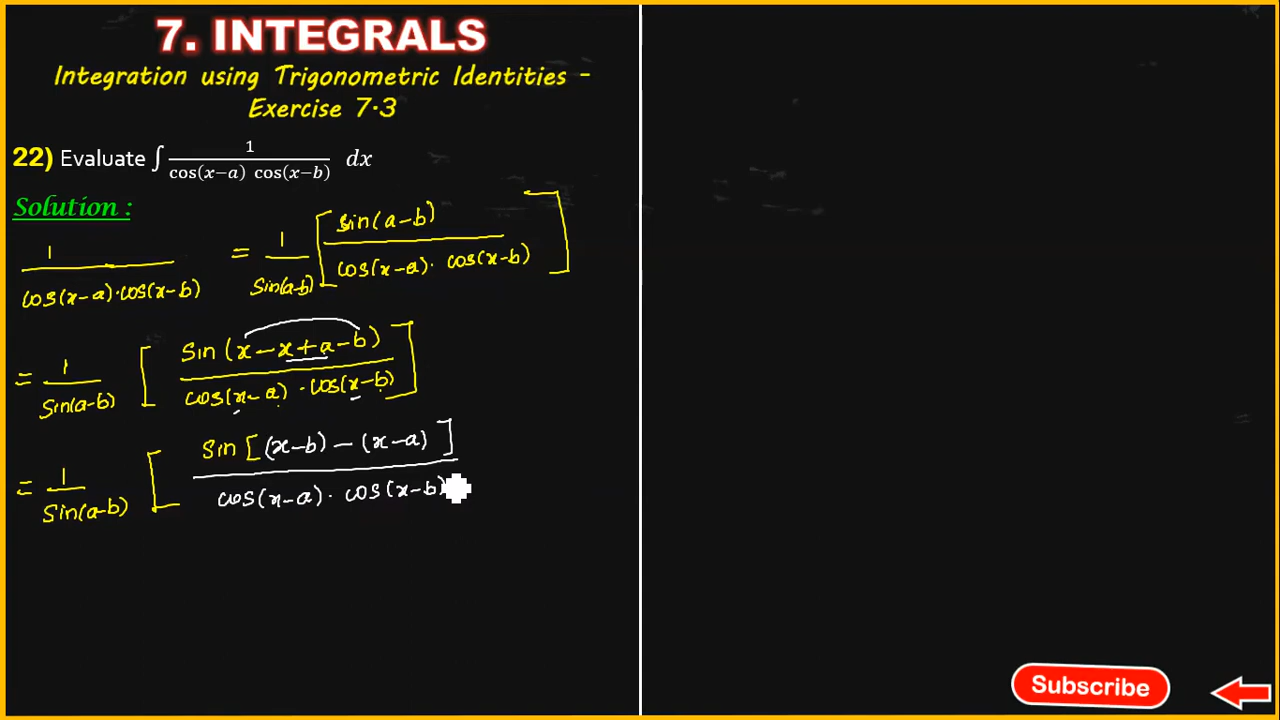 7. INTEGRALS
Integration using Trigonometric Identities -
Exercise 7.3
22) Evaluate ∫ 1 / cos(x−a) cos(x−b) dx
Solution :
1 / cos(x-a)·cos(x-b) = 1 / sin(a-b) [ sin(a-b) / cos(x-a)· cos(x-b) ]
= 1 / sin(a-b) [ sin(x-x+a-b) / cos(x-a) · cos(x-b) ]
= 1 / sin(a-b) [ sin[(x-b) - (x-a)] / cos(x-a) · cos(x-b)
Subscribe